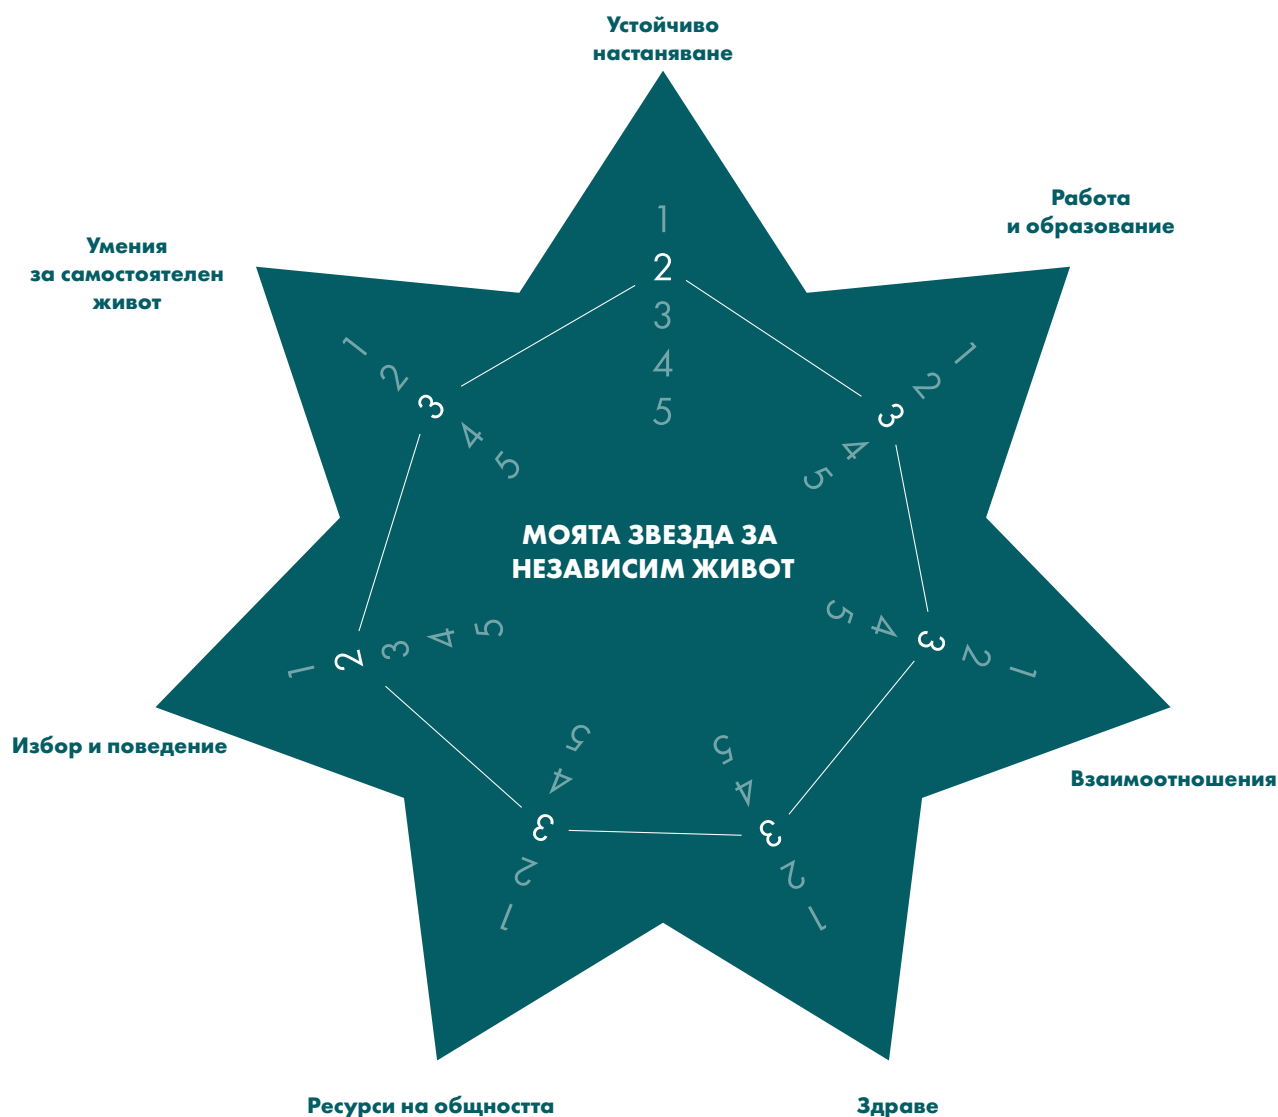 Устойчиво
настаняване
Работа
и образование
Умения
за самостоятелен
живот
1
2
3
4
5
1
2
3
4
5
1
2
3
4
5
МОЯТА ЗВЕЗДА ЗА
НЕЗАВИСИМ ЖИВОТ
1
2
3
4
5
5
4
3
2
1
Избор и поведение
Взаимоотношения
5
4
3
2
1
5
4
3
2
1
Ресурси на общността
Здраве